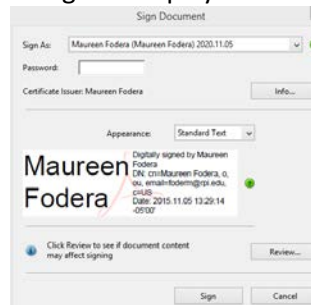 Sign Document
Sign As: Maureen Fodera (Maureen Fodera) 2020.11.05
Password:
Certificate Issuer: Maureen Fodera
Info...
Appearance: Standard Text
Maureen
Fodera
Digitally signed by Maureen
Fodera
DN: cn=Maureen Fodera, o,
ou, email=foderm@rpi.edu,
c=US
Date: 2015.11.05 13:29:14
-05'00'
Click Review to see if document content
may affect signing
Review...
Sign
Cancel